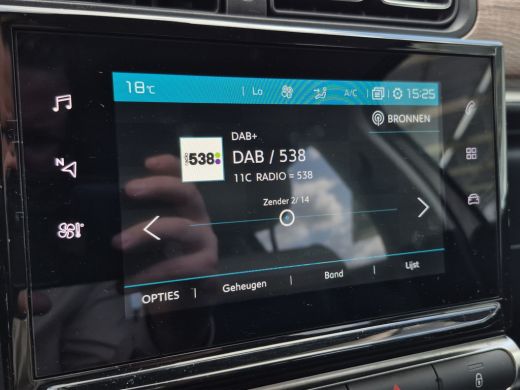 18°C | Lo A/C | 15:25
BRONNEN
radio 538
DAB+
DAB / 538
11C RADIO = 538
Zender 2/ 14
N
OPTIES | Geheugen | Band | Lijst